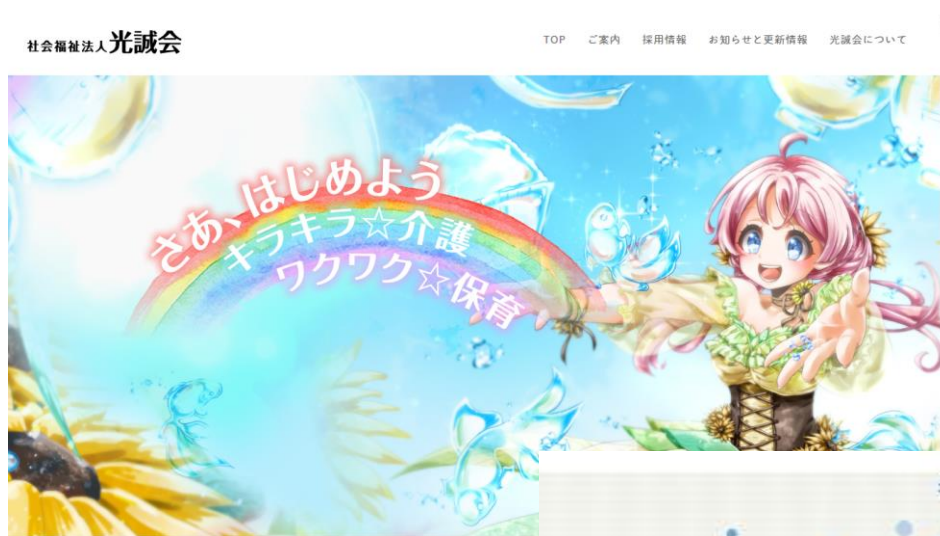 社会福祉法人光誠会
TOP ご案内 採用情報 お知らせと更新情報 光誠会について
さあ、はじめよう
キラキラ☆介護
ワクワク☆保育